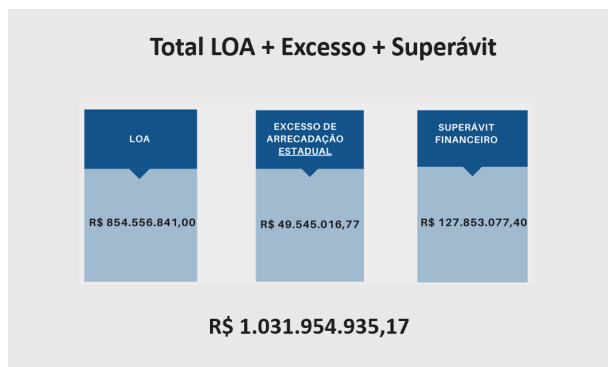 Total LOA + Excesso + Superávit
LOA
EXCESSO DE
ARRECADAÇÃO
ESTADUAL
SUPERÁVIT
FINANCEIRO
R$ 854.556.841,00
R$ 49.545.016,77
R$ 127.853.077,40
R$ 1.031.954.935,17